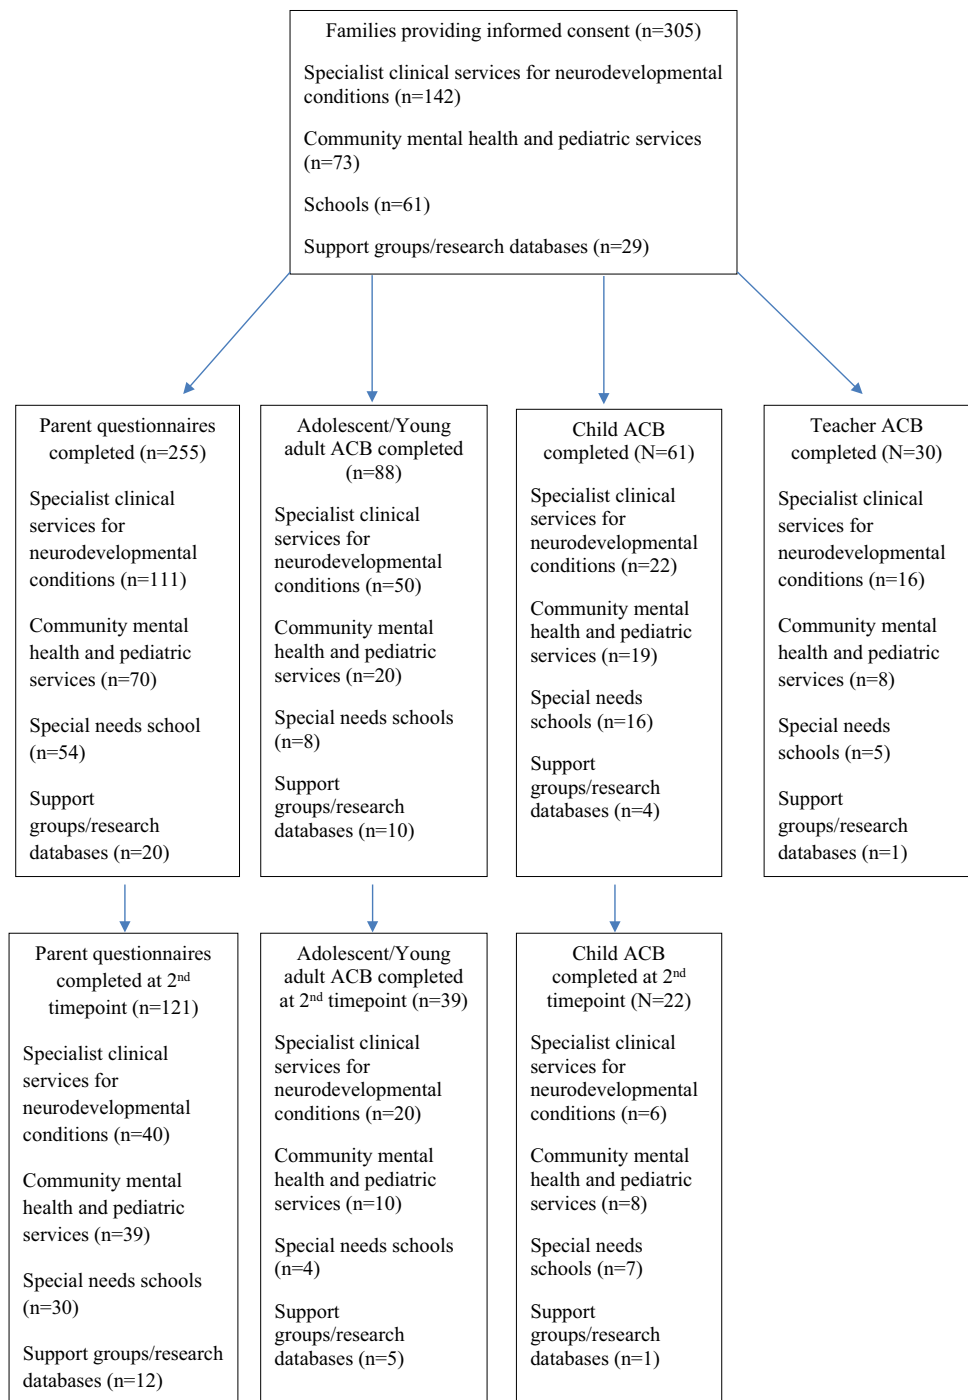 Families providing informed consent (n=305)
Specialist clinical services for neurodevelopmental
conditions (n=142)
Community mental health and pediatric services
(n=73)
Schools (n=61)
Support groups/research databases (n=29)
Parent questionnaires
completed (n=255)
Specialist clinical
services for
neurodevelopmental
conditions (n=111)
Community mental
health and pediatric
services (n=70)
Special needs school
(n=54)
Support
groups/research
databases (n=20)
Adolescent/Young
adult ACB completed
(n=88)
Specialist clinical
services for
neurodevelopmental
conditions (n=50)
Community mental
health and pediatric
services (n=20)
Special needs schools
(n=8)
Support
groups/research
databases (n=10)
Child ACB
completed (N=61)
Specialist clinical
services for
neurodevelopmental
conditions (n=22)
Community mental
health and pediatric
services (n=19)
Special needs
schools (n=16)
Support
groups/research
databases (n=4)
Teacher ACB
completed (N=30)
Specialist clinical
services for
neurodevelopmental
conditions (n=16)
Community mental
health and pediatric
services (n=8)
Special needs
schools (n=5)
Support
groups/research
databases (n=1)
Parent questionnaires
completed at 2nd
timepoint (n=121)
Specialist clinical
services for
neurodevelopmental
conditions (n=40)
Community mental
health and pediatric
services (n=39)
Special needs schools
(n=30)
Support groups/research
databases (n=12)
Adolescent/Young
adult ACB completed
at 2nd timepoint (n=39)
Specialist clinical
services for
neurodevelopmental
conditions (n=20)
Community mental
health and pediatric
services (n=10)
Special needs schools
(n=4)
Support
groups/research
databases (n=5)
Child ACB
completed at 2nd
timepoint (N=22)
Specialist clinical
services for
neurodevelopmental
conditions (n=6)
Community mental
health and pediatric
services (n=8)
Special needs
schools (n=7)
Support
groups/research
databases (n=1)